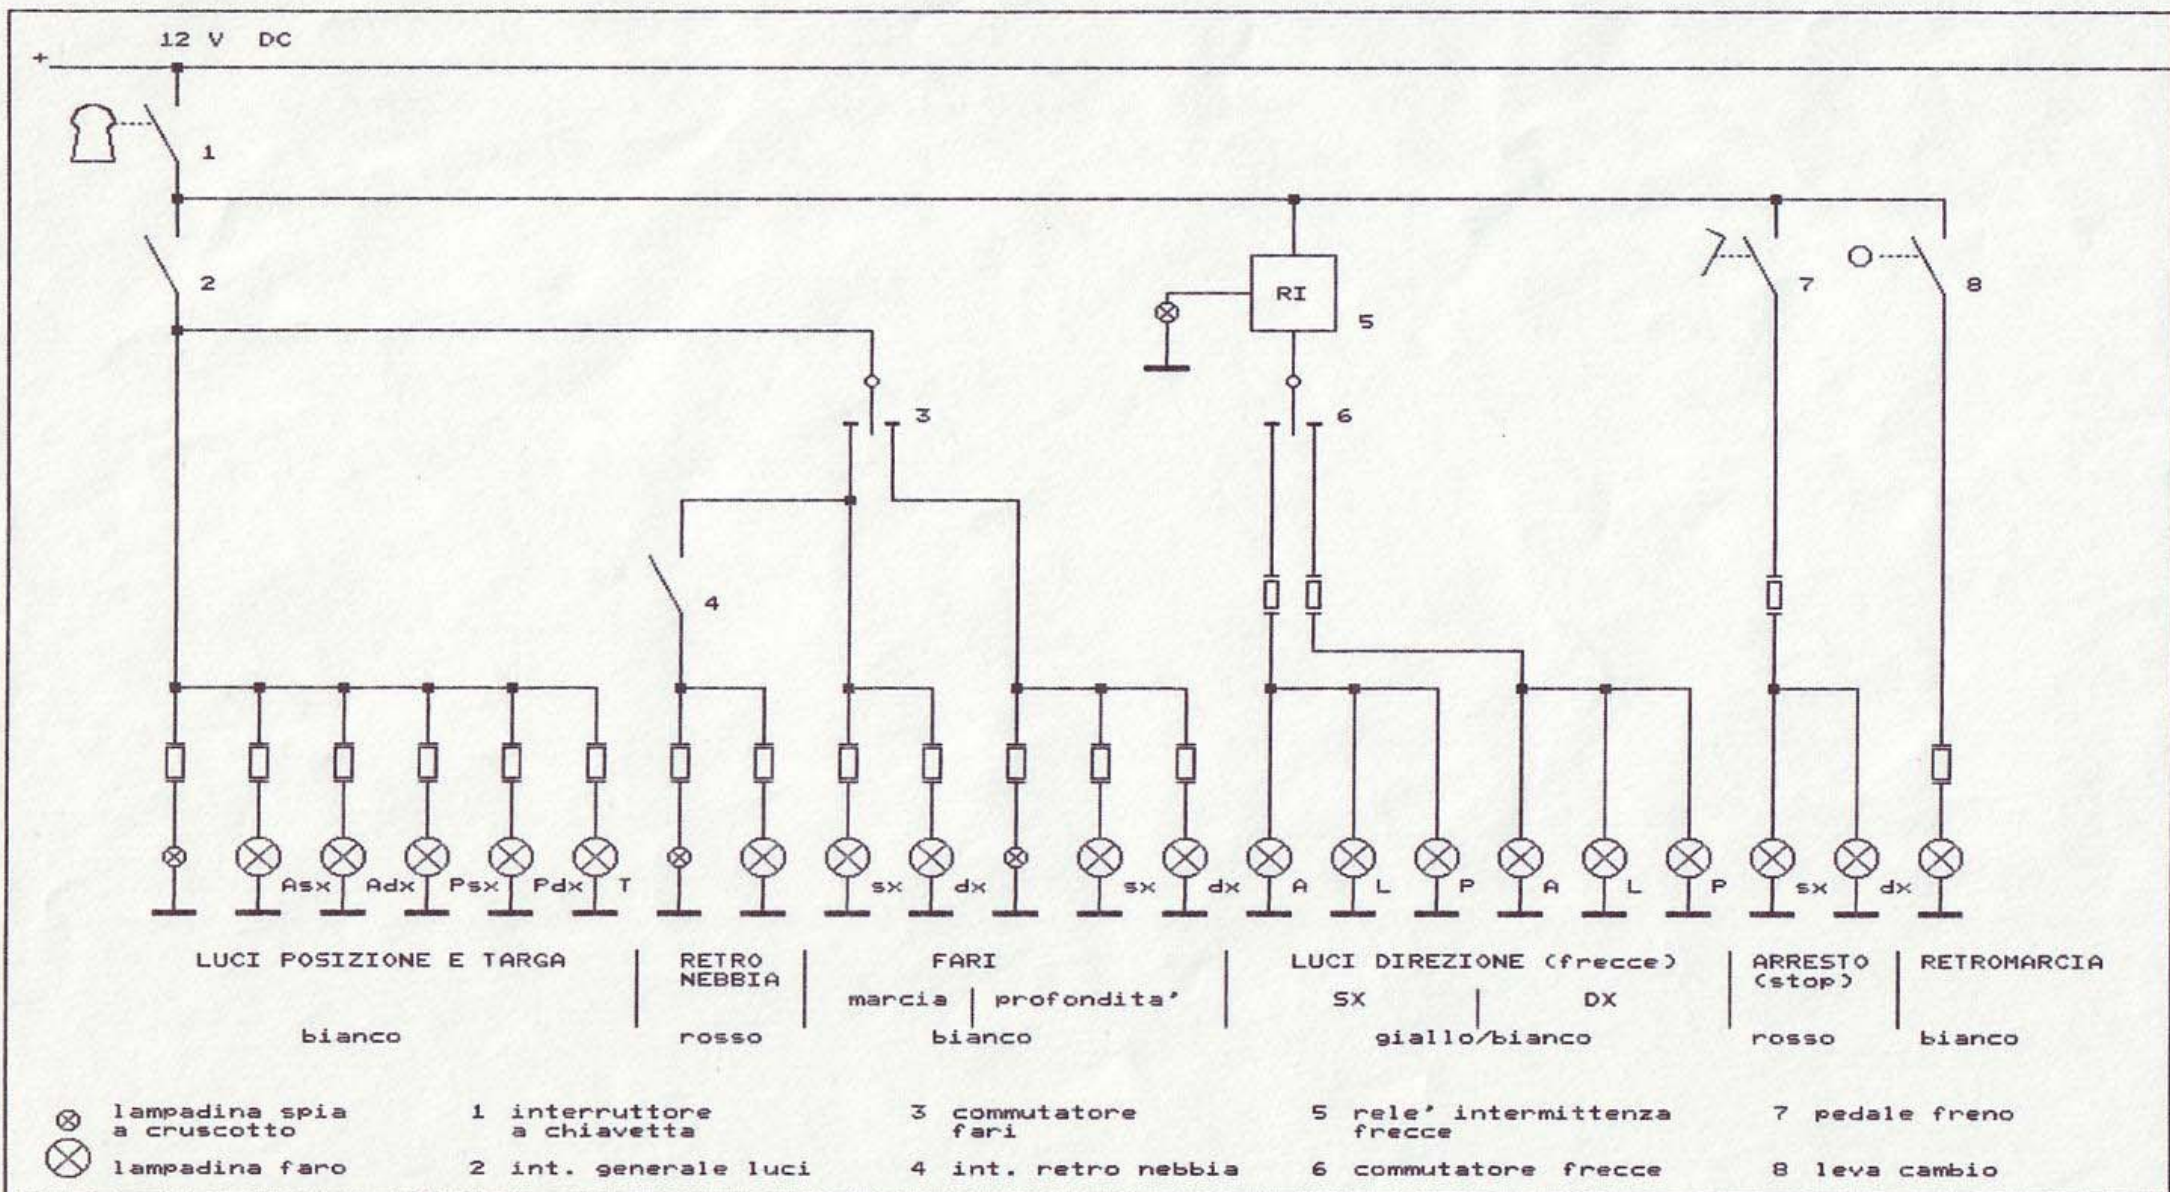 12 V DC
+
1
2
RI
5
7
8
3
6
4
Asx Adx Psx Pdx T sx dx sx dx A L P A L P sx dx
LUCI POSIZIONE E TARGA
RETRO
NEBBIA
FARI
LUCI DIREZIONE (frecce)
ARRESTO
(stop)
RETROMARCIA
marcia profondita'
SX DX
bianco rosso bianco giallo/bianco rosso bianco
lampadina spia
a cruscotto
lampadina faro
1 interruttore
a chiavetta
2 int. generale luci
3 commutatore
fari
4 int. retro nebbia
5 rele' intermittenza
frecce
6 commutatore frecce
7 pedale freno
8 leva cambio